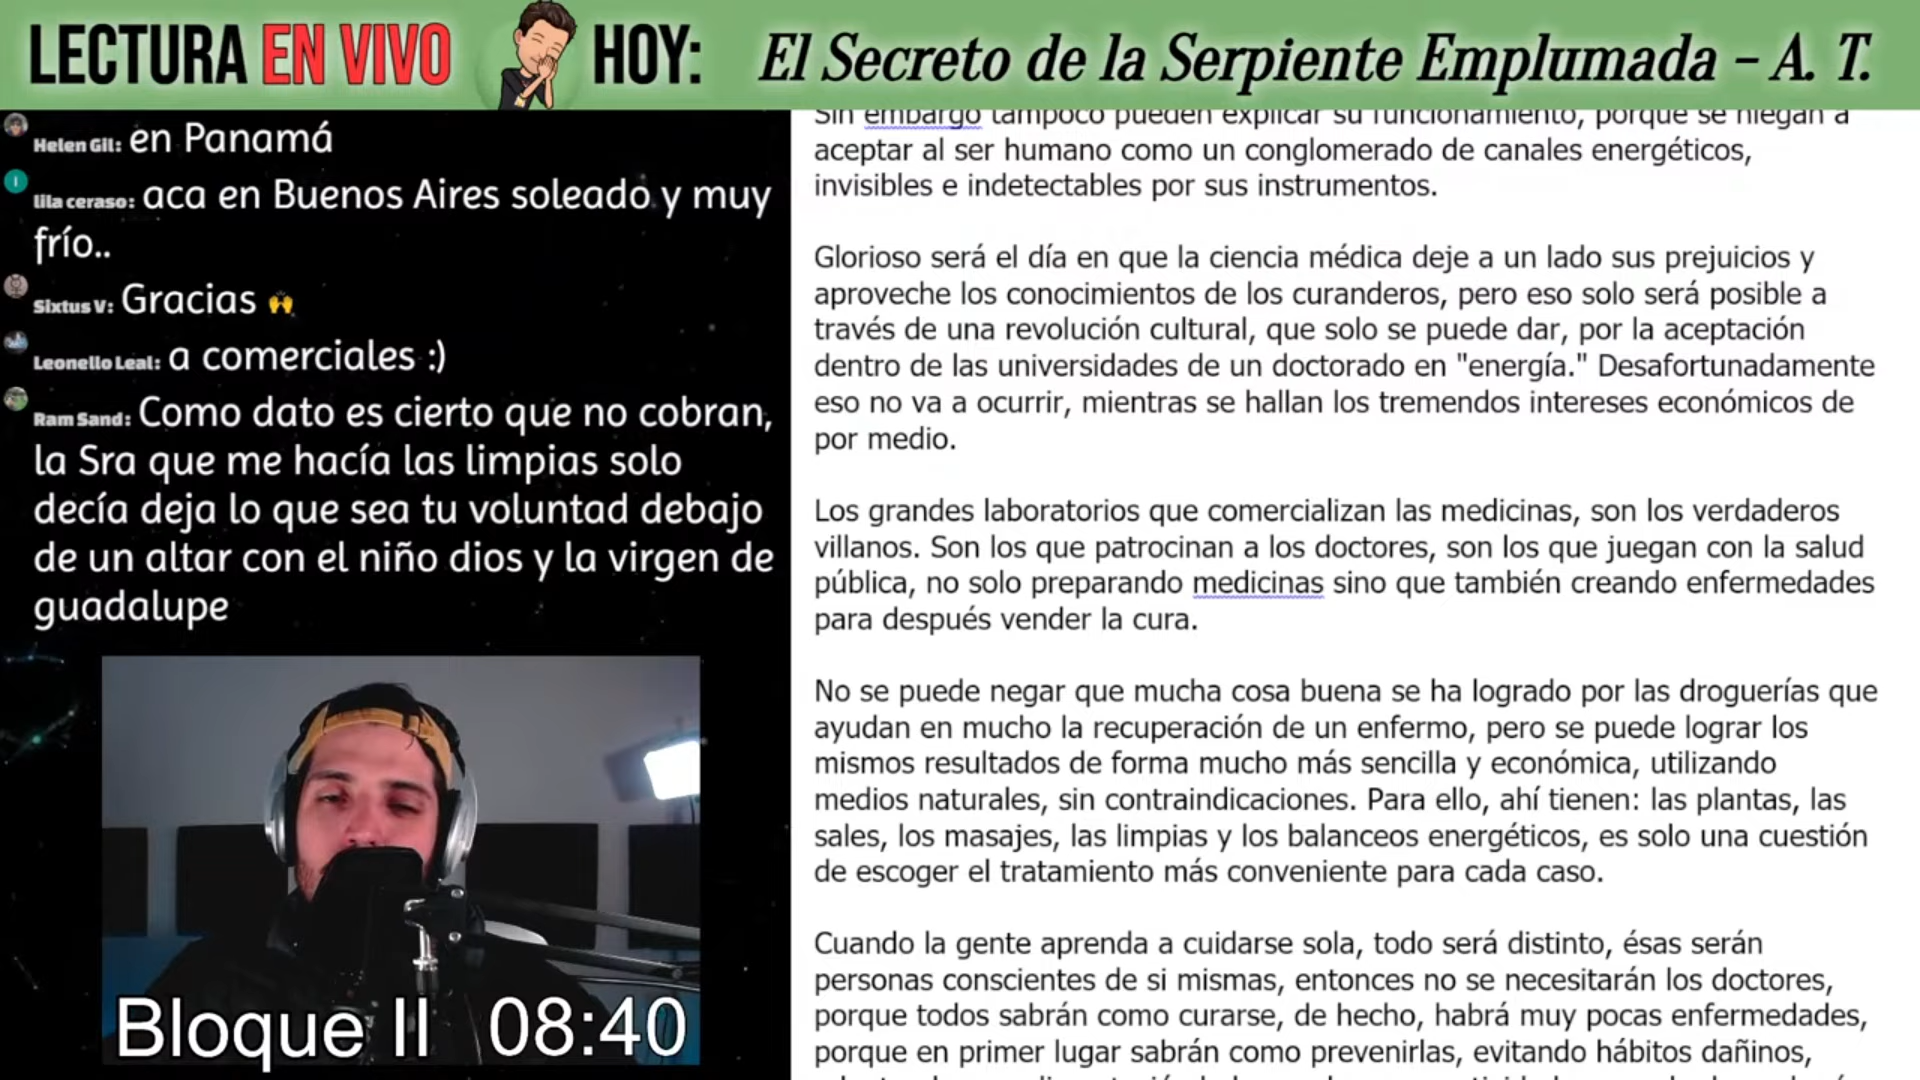 LECTURA EN VIVO HOY: El Secreto de la Serpiente Emplumada - A. T.
Helen Gil: en Panamá
lila ceraso: aca en Buenos Aires soleado y muy
frío..
Sixtus V: Gracias 🙌
Leonello Leal: a comerciales :)
Ram Sand: Como dato es cierto que no cobran,
la Sra que me hacía las limpias solo
decía deja lo que sea tu voluntad debajo
de un altar con el niño dios y la virgen de
guadalupe
Bloque II 08:40
Sin embargo tampoco pueden explicar su funcionamiento, porque se niegan a
aceptar al ser humano como un conglomerado de canales energéticos,
invisibles e indetectables por sus instrumentos.
Glorioso será el día en que la ciencia médica deje a un lado sus prejuicios y
aproveche los conocimientos de los curanderos, pero eso solo será posible a
través de una revolución cultural, que solo se puede dar, por la aceptación
dentro de las universidades de un doctorado en "energía." Desafortunadamente
eso no va a ocurrir, mientras se hallan los tremendos intereses económicos de
por medio.
Los grandes laboratorios que comercializan las medicinas, son los verdaderos
villanos. Son los que patrocinan a los doctores, son los que juegan con la salud
pública, no solo preparando medicinas sino que también creando enfermedades
para después vender la cura.
No se puede negar que mucha cosa buena se ha logrado por las droguerías que
ayudan en mucho la recuperación de un enfermo, pero se puede lograr los
mismos resultados de forma mucho más sencilla y económica, utilizando
medios naturales, sin contraindicaciones. Para ello, ahí tienen: las plantas, las
sales, los masajes, las limpias y los balanceos energéticos, es solo una cuestión
de escoger el tratamiento más conveniente para cada caso.
Cuando la gente aprenda a cuidarse sola, todo será distinto, ésas serán
personas conscientes de si mismas, entonces no se necesitarán los doctores,
porque todos sabrán como curarse, de hecho, habrá muy pocas enfermedades,
porque en primer lugar sabrán como prevenirlas, evitando hábitos dañinos,